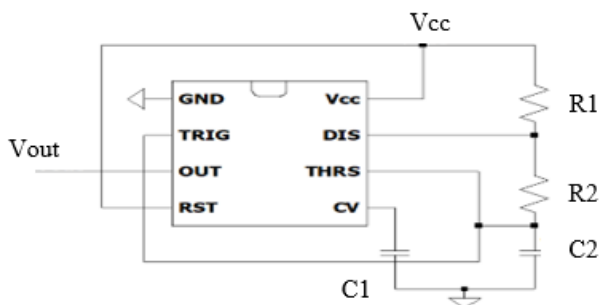 Vcc
GND Vcc
R1
TRIG DIS
Vout
OUT THRS
R2
RST CV
C2
C1